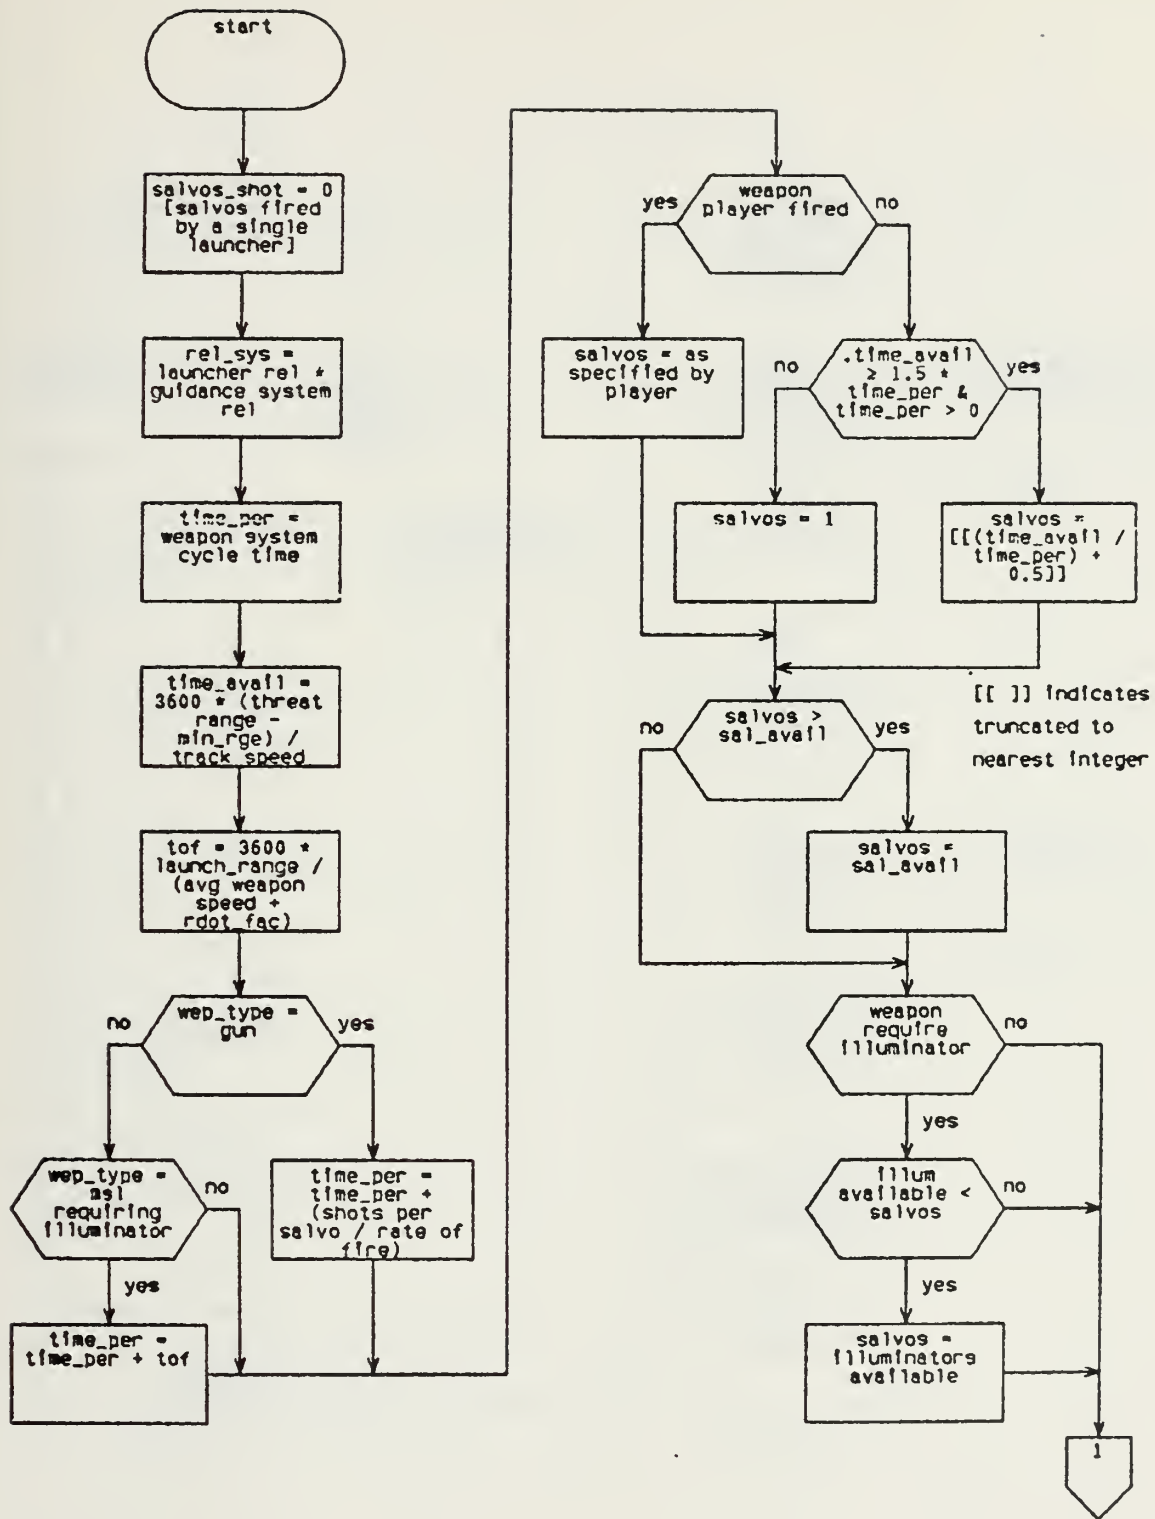 start
salvos_shot = 0
[salvos fired
by a single
launcher]
rel_sys =
launcher rel *
guidance system
rel
time_per =
weapon system
cycle time
time_avail =
3600 * (threat
range -
min_rge) /
track_speed
tof = 3600 *
launch_range /
(avg weapon
speed +
rdot_fac)
wep_type =
gun
no
yes
wep_type =
msl
requiring
illuminator
no
yes
time_per =
time_per +
(shots per
salvo / rate of
fire)
time_per =
time_per + tof
weapon
player fired
yes
no
salvos = as
specified by
player
.time_avail
≥ 1.5 *
time_per &
time_per > 0
no
yes
salvos = 1
salvos =
[[(time_avail /
time_per) +
0.5]]
[[ ]] indicates
truncated to
nearest integer
salvos >
sal_avail
no
yes
salvos =
sal_avail
weapon
require
illuminator
no
yes
illum
available <
salvos
no
yes
salvos =
illuminators
available
1